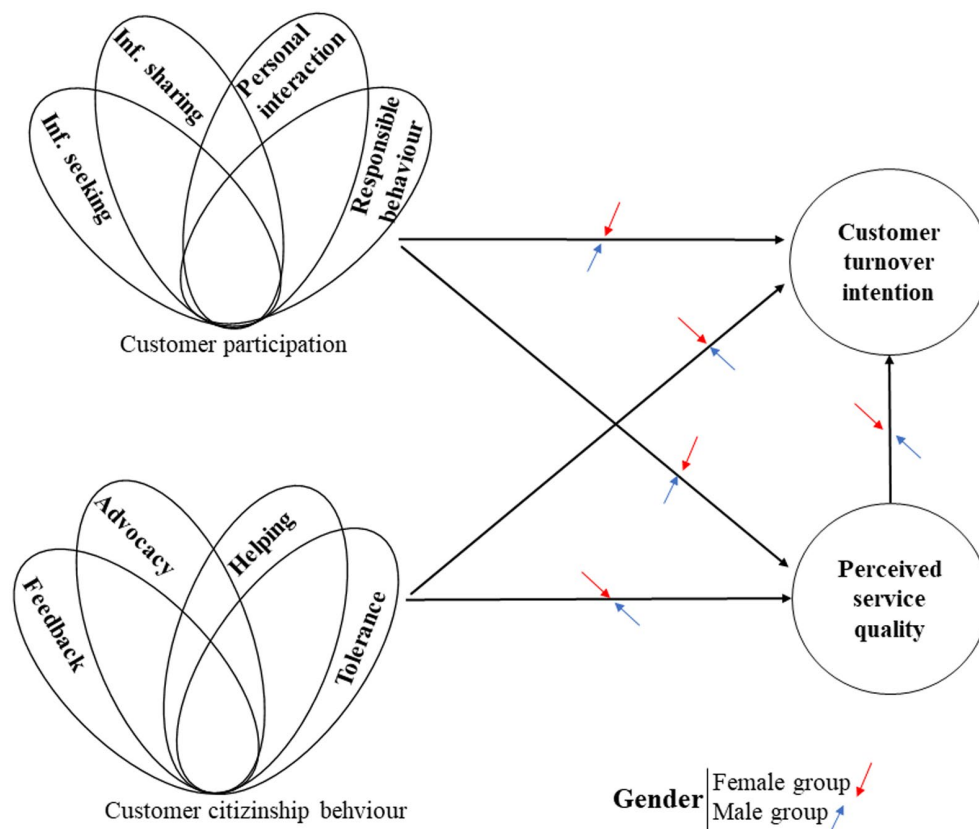 Inf. seeking
Inf. sharing
Personal
interaction
Responsible
behaviour
Customer participation
Customer
turnover
intention
Feedback
Advocacy
Helping
Tolerance
Customer citizinship behviour
Perceived
service
quality
Gender
Female group
Male group